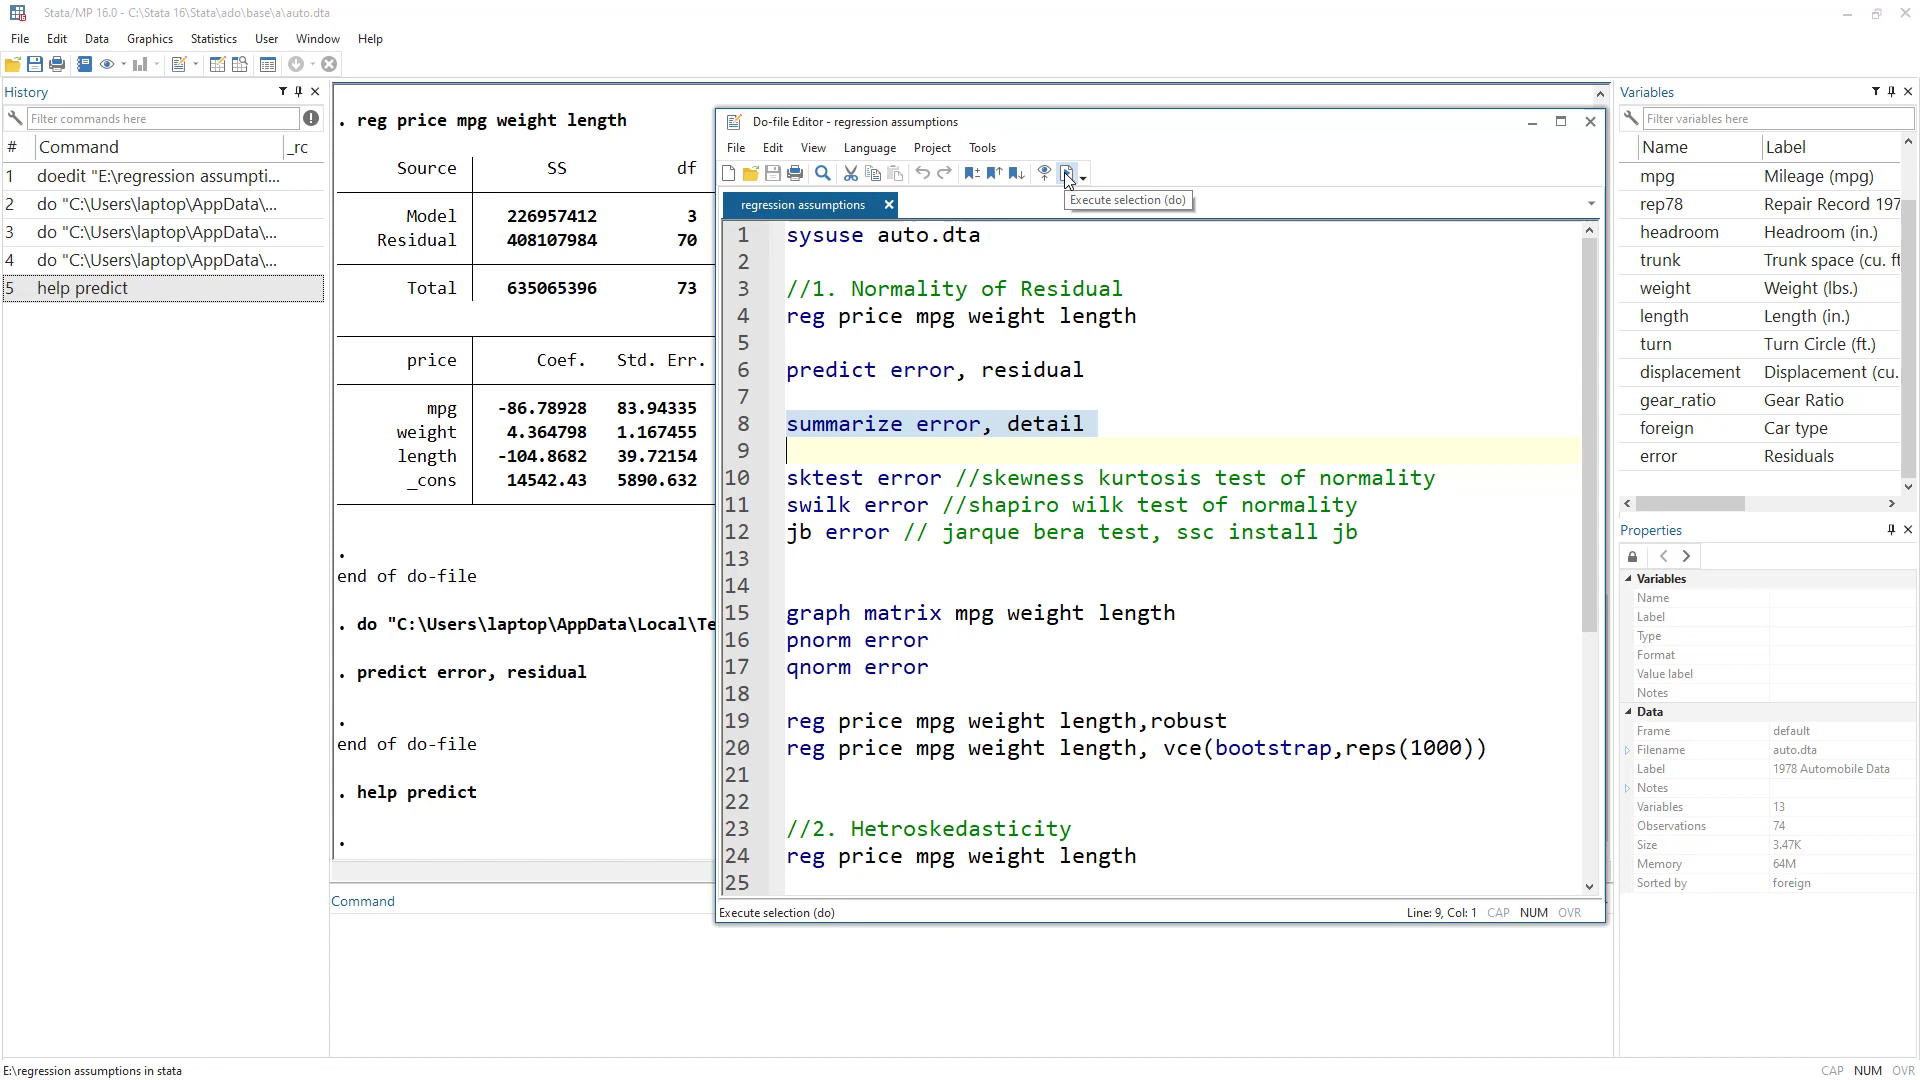 Stata/MP 16.0 - C:\Stata 16\Stata\ado\base\a\auto.dta
File Edit Data Graphics Statistics User Window Help
History
Filter commands here
# Command _rc
1 doedit "E:\regression assumpti...
2 do "C:\Users\laptop\AppData\...
3 do "C:\Users\laptop\AppData\...
4 do "C:\Users\laptop\AppData\...
5 help predict
. reg price mpg weight length
Source SS df
Model 226957412 3
Residual 408107984 70
Total 635065396 73
price Coef. Std. Err.
mpg -86.78928 83.94335
weight 4.364798 1.167455
length -104.8682 39.72154
_cons 14542.43 5890.632
.
end of do-file
. do "C:\Users\laptop\AppData\Local\Te
. predict error, residual
.
end of do-file
. help predict
.
Command
Do-file Editor - regression assumptions
File Edit View Language Project Tools
Execute selection (do)
regression assumptions
1 sysuse auto.dta
2
3 //1. Normality of Residual
4 reg price mpg weight length
5
6 predict error, residual
7
8 summarize error, detail
9
10 sktest error //skewness kurtosis test of normality
11 swilk error //shapiro wilk test of normality
12 jb error // jarque bera test, ssc install jb
13
14
15 graph matrix mpg weight length
16 pnorm error
17 qnorm error
18
19 reg price mpg weight length,robust
20 reg price mpg weight length, vce(bootstrap,reps(1000))
21
22
23 //2. Hetroskedasticity
24 reg price mpg weight length
25
Execute selection (do) Line: 9, Col: 1 CAP NUM OVR
Variables
Filter variables here
Name Label
mpg Mileage (mpg)
rep78 Repair Record 197
headroom Headroom (in.)
trunk Trunk space (cu. ft
weight Weight (lbs.)
length Length (in.)
turn Turn Circle (ft.)
displacement Displacement (cu.
gear_ratio Gear Ratio
foreign Car type
error Residuals
Properties
Variables
Name
Label
Type
Format
Value label
Notes
Data
Frame default
Filename auto.dta
Label 1978 Automobile Data
Notes
Variables 13
Observations 74
Size 3.47K
Memory 64M
Sorted by foreign
E:\regression assumptions in stata CAP NUM OVR